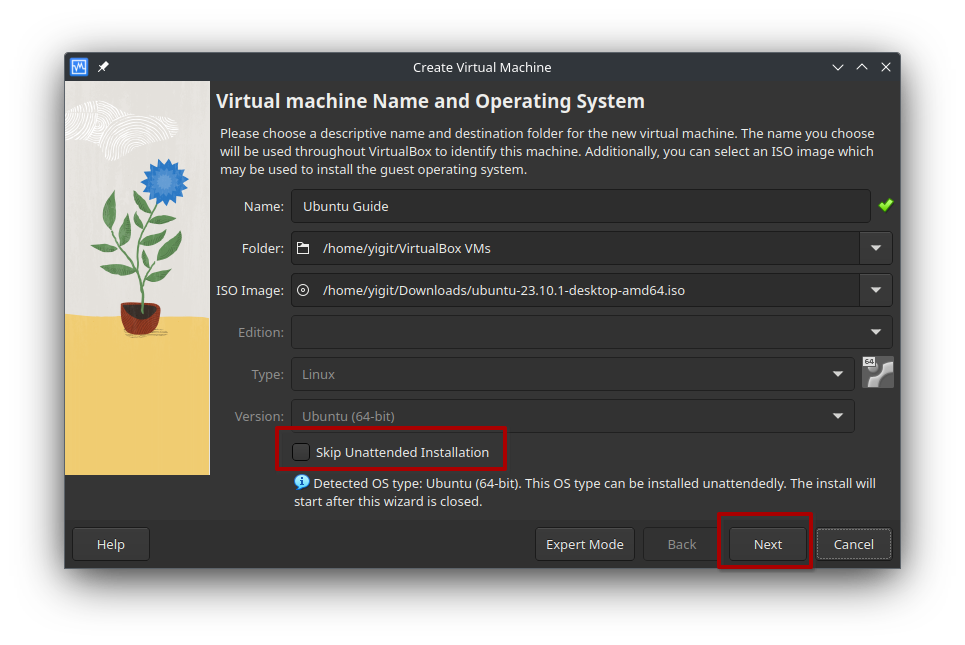 Create Virtual Machine
Virtual machine Name and Operating System
Please choose a descriptive name and destination folder for the new virtual machine. The name you choose
will be used throughout VirtualBox to identify this machine. Additionally, you can select an ISO image which
may be used to install the guest operating system.
Name: Ubuntu Guide
Folder: /home/yigit/VirtualBox VMs
ISO Image: /home/yigit/Downloads/ubuntu-23.10.1-desktop-amd64.iso
Edition:
Type: Linux
64
Version: Ubuntu (64-bit)
Skip Unattended Installation
Detected OS type: Ubuntu (64-bit). This OS type can be installed unattendedly. The install will
start after this wizard is closed.
Help Expert Mode Back Next Cancel